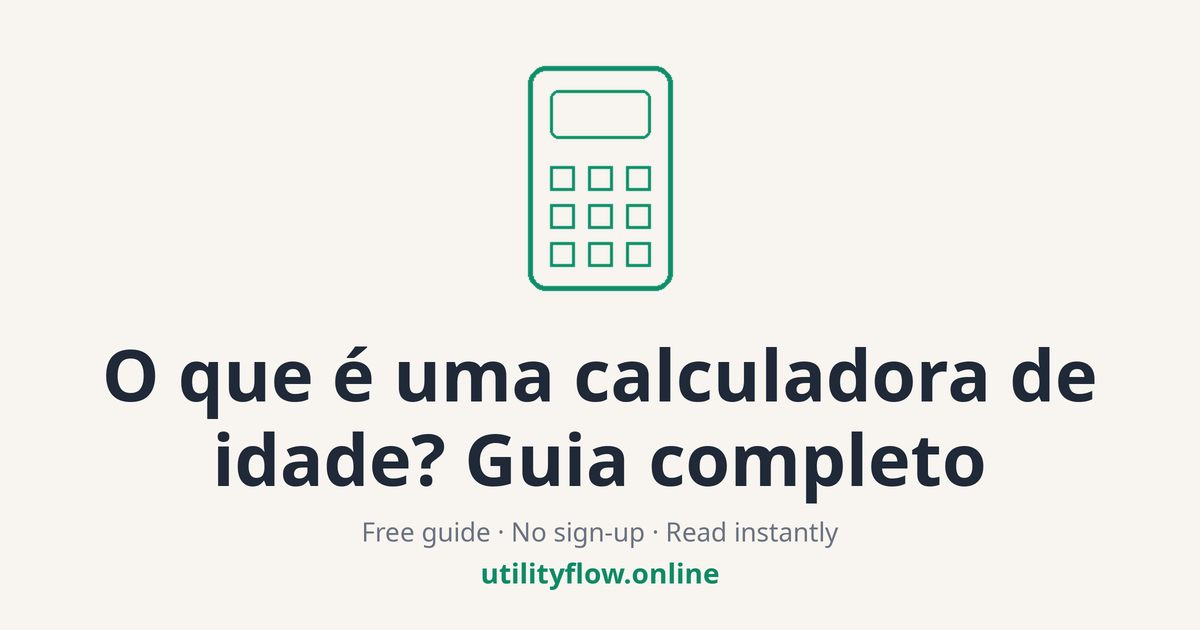 O que é uma calculadora de
idade? Guia completo
Free guide · No sign-up · Read instantly
utilityflow.online